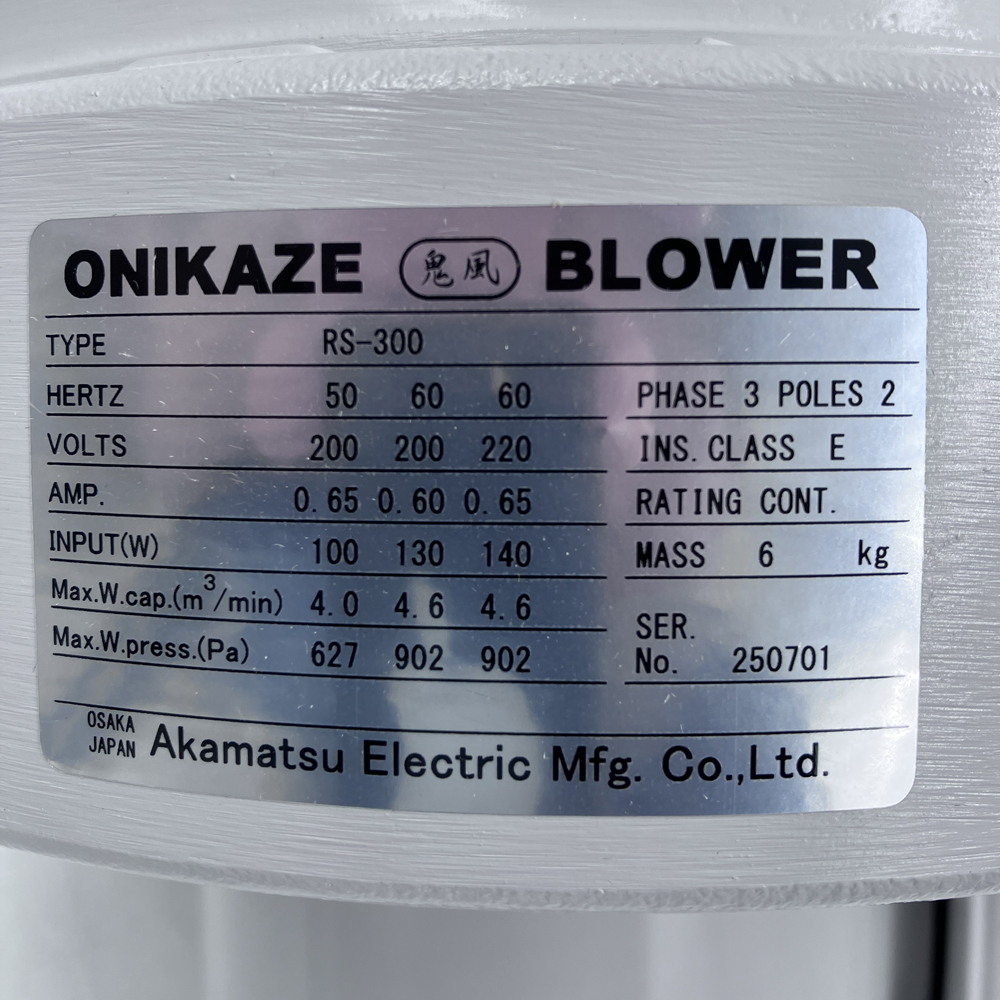 ONIKAZE 鬼風 BLOWER
TYPE RS-300
HERTZ 50 60 60 PHASE 3 POLES 2
VOLTS 200 200 220 INS. CLASS E
AMP. 0.65 0.60 0.65 RATING CONT.
INPUT(W) 100 130 140 MASS 6 kg
Max.W.cap.(m³/min) 4.0 4.6 4.6
Max.W.press.(Pa) 627 902 902
SER.
No. 250701
OSAKA
JAPAN Akamatsu Electric Mfg. Co.,Ltd.